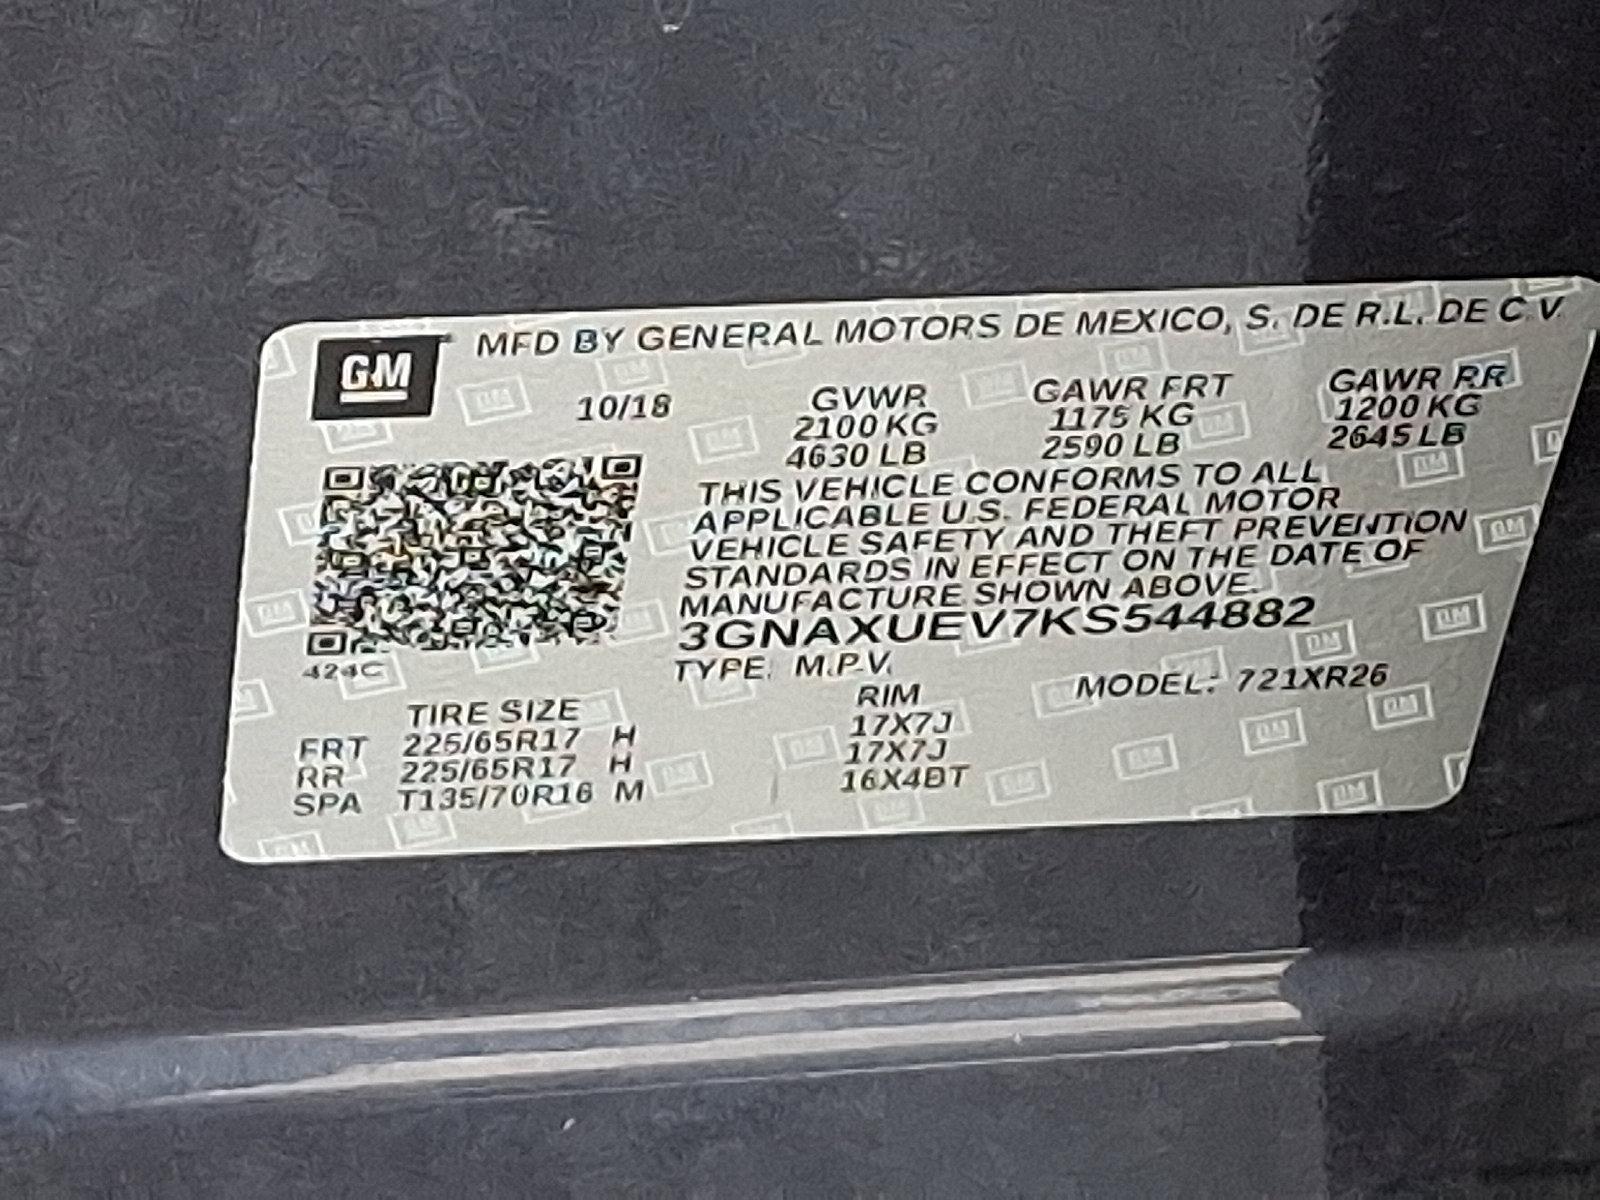 GM MFD BY GENERAL MOTORS DE MEXICO, S. DE R.L. DE C.V.
10/18 GVWR GAWR FRT GAWR RR
2100 KG 1175 KG 1200 KG
4630 LB 2590 LB 2645 LB
THIS VEHICLE CONFORMS TO ALL
APPLICABLE U.S. FEDERAL MOTOR
VEHICLE SAFETY AND THEFT PREVENTION
STANDARDS IN EFFECT ON THE DATE OF
MANUFACTURE SHOWN ABOVE.
3GNAXUEV7KS544882
424C TYPE: M.P.V. MODEL: 721XR26
TIRE SIZE RIM
FRT 225/65R17 H 17X7J
RR 225/65R17 H 17X7J
SPA T135/70R16 M 16X4BT